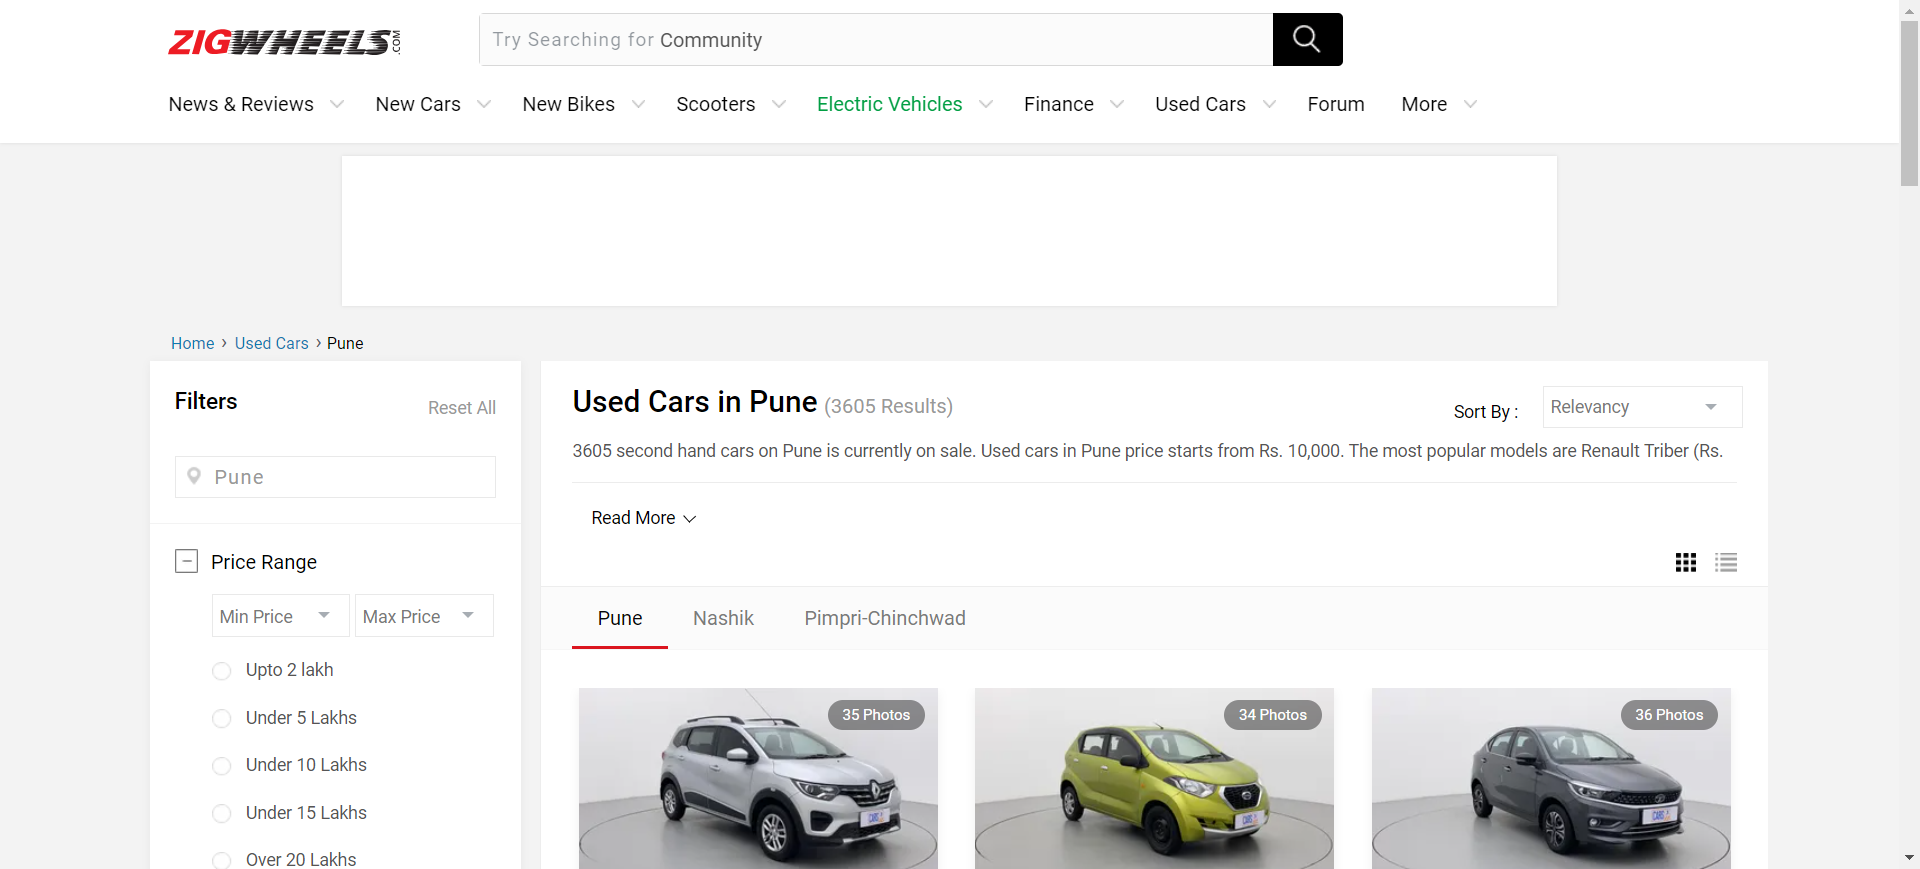 ZIGWHEELS.COM
Try Searching for Community
News & Reviews New Cars New Bikes Scooters Electric Vehicles Finance Used Cars Forum More
Home › Used Cars › Pune
Filters
Reset All
Pune
Price Range
Min Price Max Price
Upto 2 lakh
Under 5 Lakhs
Under 10 Lakhs
Under 15 Lakhs
Over 20 Lakhs
Used Cars in Pune (3605 Results)
Sort By : Relevancy
3605 second hand cars on Pune is currently on sale. Used cars in Pune price starts from Rs. 10,000. The most popular models are Renault Triber (Rs.
Read More
Pune Nashik Pimpri-Chinchwad
35 Photos
34 Photos
36 Photos